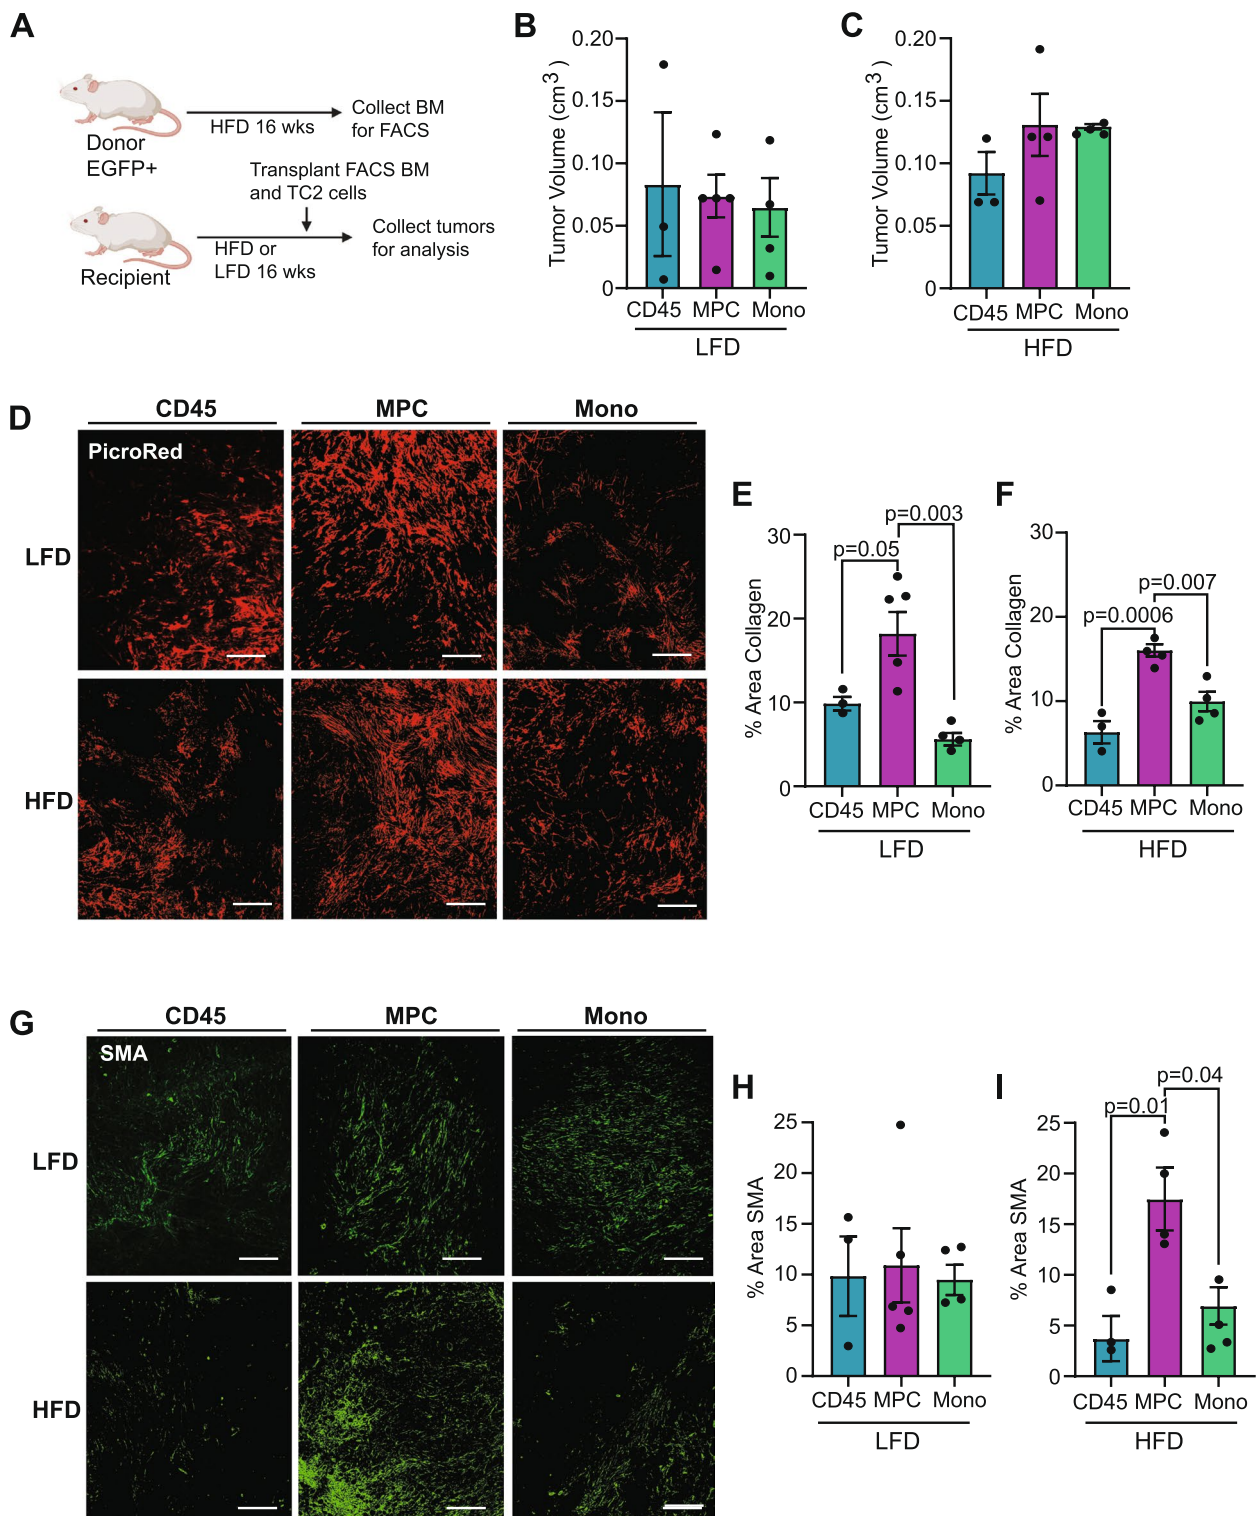 A
Donor
EGFP+
HFD 16 wks
Collect BM
for FACS
Transplant FACS BM
and TC2 cells
Recipient
HFD or
LFD 16 wks
Collect tumors
for analysis
B
Tumor Volume (cm3)
0.20
0.15
0.10
0.05
0
CD45 MPC Mono
LFD
C
Tumor Volume (cm3)
0.20
0.15
0.10
0.05
0
CD45 MPC Mono
HFD
D
CD45 MPC Mono
PicroRed
LFD
HFD
E
% Area Collagen
30
20
10
0
p=0.05
p=0.003
CD45 MPC Mono
LFD
F
% Area Collagen
30
20
10
0
p=0.0006
p=0.007
CD45 MPC Mono
HFD
G
CD45 MPC Mono
SMA
LFD
HFD
H
% Area SMA
25
20
15
10
5
0
CD45 MPC Mono
LFD
I
% Area SMA
25
20
15
10
5
0
p=0.01
p=0.04
CD45 MPC Mono
HFD